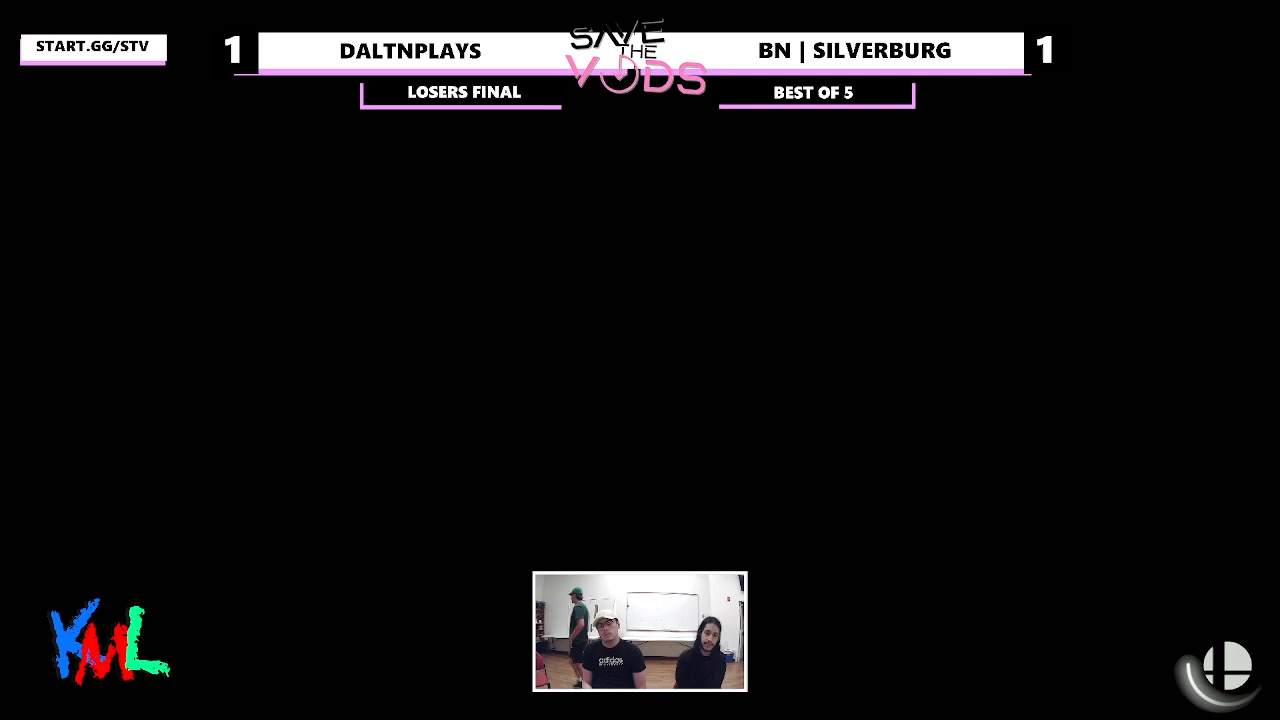 START.GG/STV
1
DALTNPLAYS
SAVE
THE
VODS
BN | SILVERBURG
1
LOSERS FINAL
BEST OF 5
KML
adidas